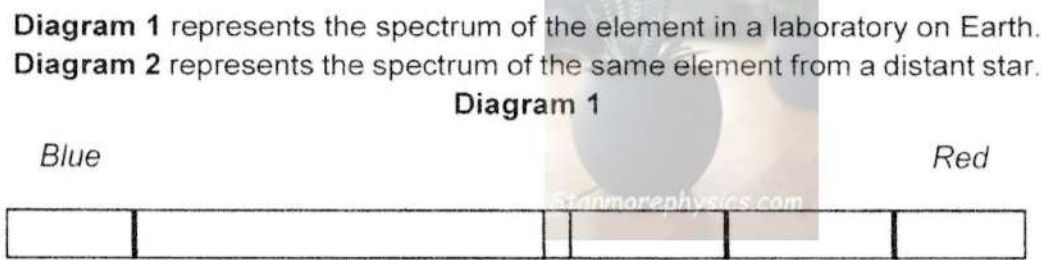 Diagram 1 represents the spectrum of the element in a laboratory on Earth.
Diagram 2 represents the spectrum of the same element from a distant star.
Diagram 1
Blue Red
Stanmorephysics.com